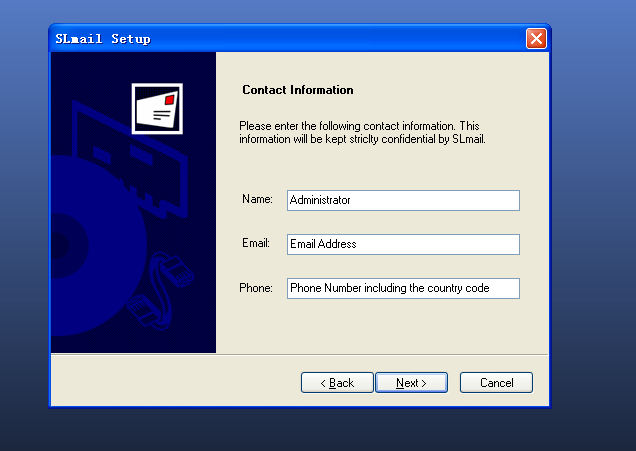 SLmail Setup
Contact Information
Please enter the following contact information. This
information will be kept striclty confidential by SLmail.
Name: Administrator
Email: Email Address
Phone: Phone Number including the country code
< Back Next > Cancel